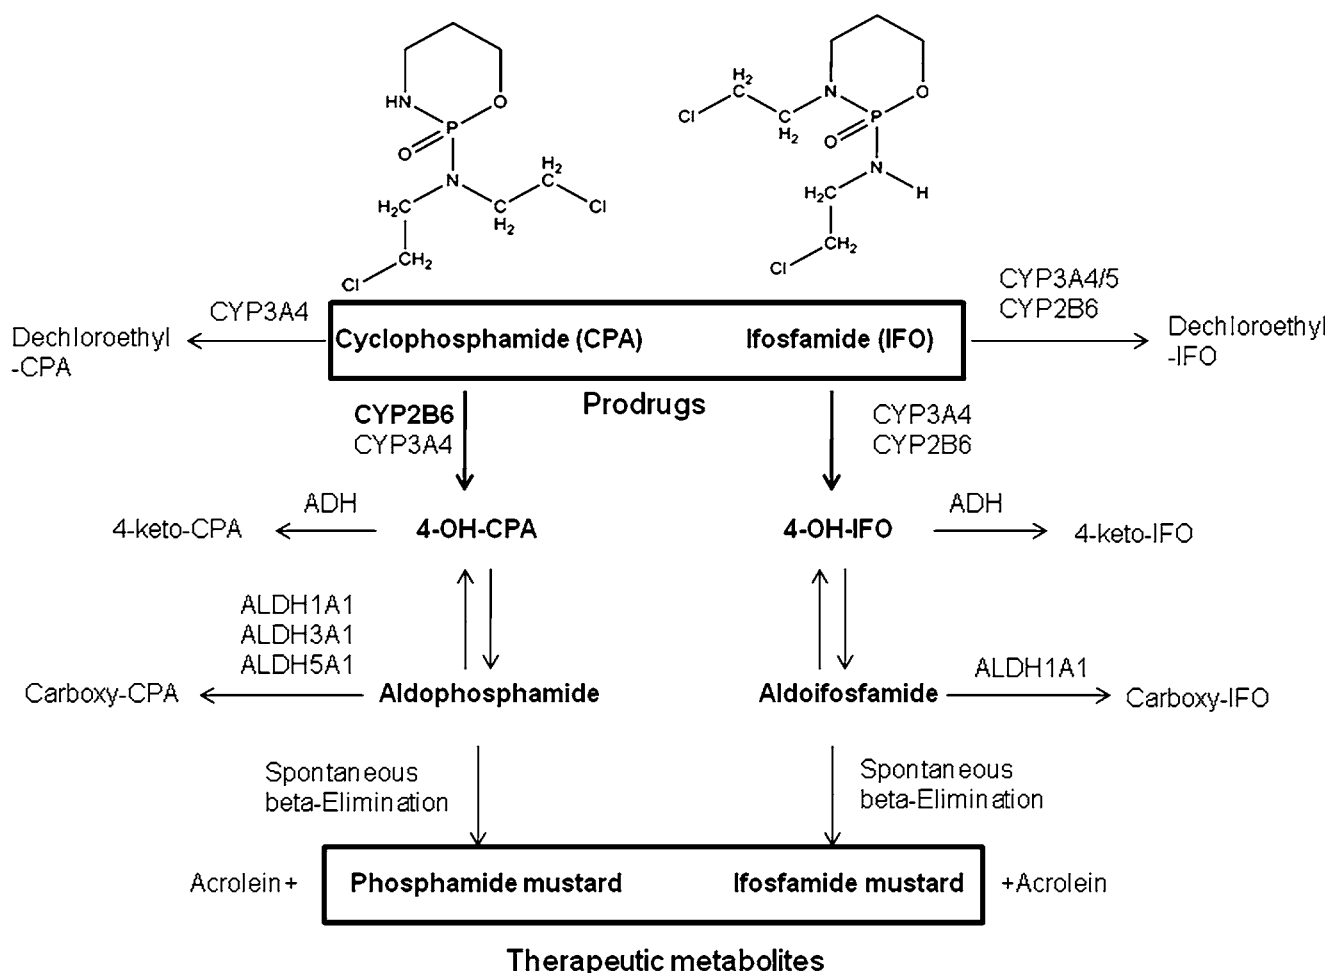 HN
O
P
O
N
H₂C
CH₂
Cl
C
H₂
H₂
C
Cl
H₂
C
Cl
C
H₂
N
O
P
O
N
H
H₂C
CH₂
Cl
CYP3A4
CYP3A4/5
CYP2B6
Dechloroethyl
-CPA
Cyclophosphamide (CPA)
Ifosfamide (IFO)
Dechloroethyl
-IFO
Prodrugs
CYP2B6
CYP3A4
CYP3A4
CYP2B6
4-keto-CPA
ADH
4-OH-CPA
4-OH-IFO
ADH
4-keto-IFO
ALDH1A1
ALDH3A1
ALDH5A1
Carboxy-CPA
Aldophosphamide
Aldoifosfamide
ALDH1A1
Carboxy-IFO
Spontaneous
beta-Elimination
Spontaneous
beta-Elimination
Acrolein +
Phosphamide mustard
Ifosfamide mustard
+Acrolein
Therapeutic metabolites